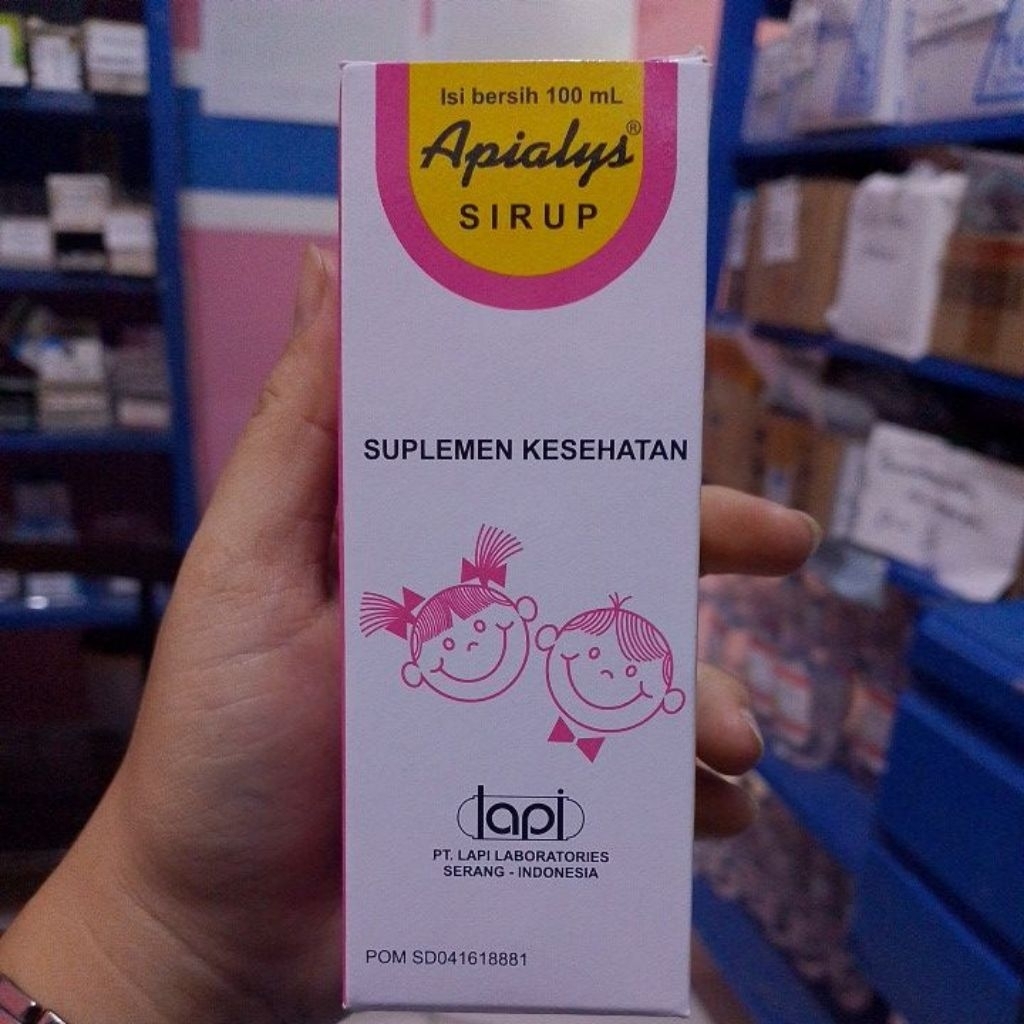 Isi bersih 100 mL
Apialys®
SIRUP
SUPLEMEN KESEHATAN
lapi
PT. LAPI LABORATORIES
SERANG - INDONESIA
POM SD041618881